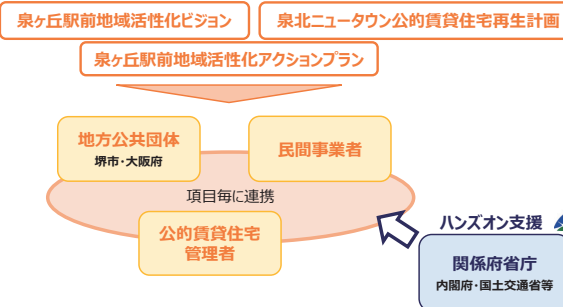 泉ヶ丘駅前地域活性化ビジョン
泉北ニュータウン公的賃貸住宅再生計画
泉ヶ丘駅前地域活性化アクションプラン
地方公共団体
堺市・大阪府
民間事業者
項目毎に連携
公的賃貸住宅
管理者
ハンズオン支援
関係府省庁
内閣府・国土交通省等